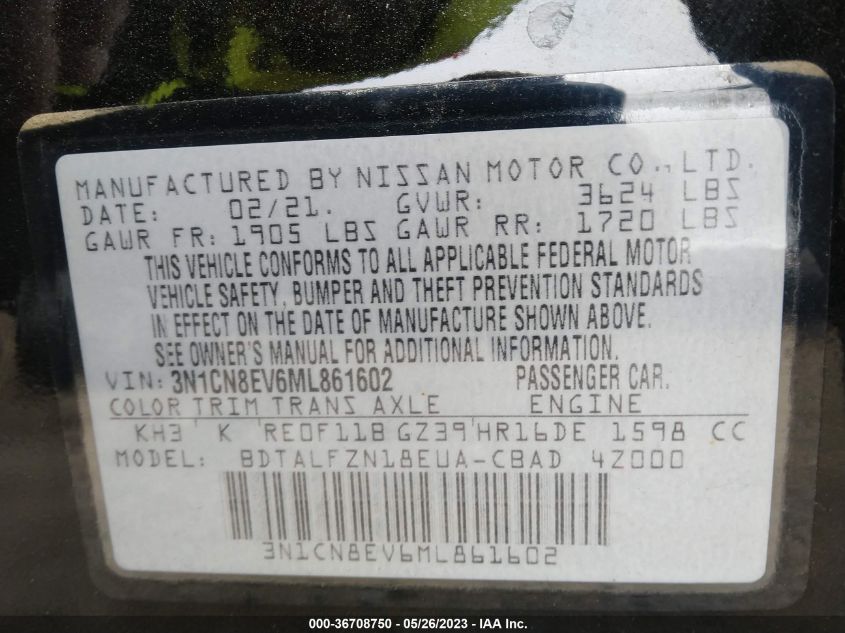 MANUFACTURED BY NISSAN MOTOR CO., LTD.
DATE: 02/21. GVWR: 3624 LBS
GAWR FR: 1905 LBS GAWR RR: 1720 LBS
THIS VEHICLE CONFORMS TO ALL APPLICABLE FEDERAL MOTOR
VEHICLE SAFETY, BUMPER AND THEFT PREVENTION STANDARDS
IN EFFECT ON THE DATE OF MANUFACTURE SHOWN ABOVE.
SEE OWNER'S MANUAL FOR ADDITIONAL INFORMATION.
VIN: 3N1CN8EV6ML861602 PASSENGER CAR.
COLOR TRIM TRANS AXLE ENGINE
KH3 K RE0F11B GZ39 HR16DE 1598 CC
MODEL: BDTALFZN18EUA-CBAD 4Z000
3N1CN8EV6ML861602
000-36708750 — 05/26/2023 — IAA Inc.